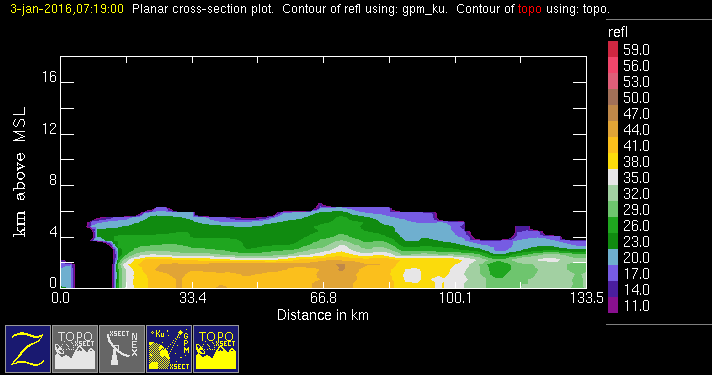 3-jan-2016,07:19:00 Planar cross-section plot. Contour of refl using: gpm_ku. Contour of topo using: topo.
refl
59.0
56.0
53.0
50.0
47.0
44.0
41.0
38.0
35.0
32.0
29.0
26.0
23.0
20.0
17.0
14.0
11.0
km above MSL
16
12
8
4
0
0.0 33.4 66.8 100.1 133.5
Distance in km
TOPO
XSECT
XSECT
Ku
GPM
XSECT
TOPO
XSECT